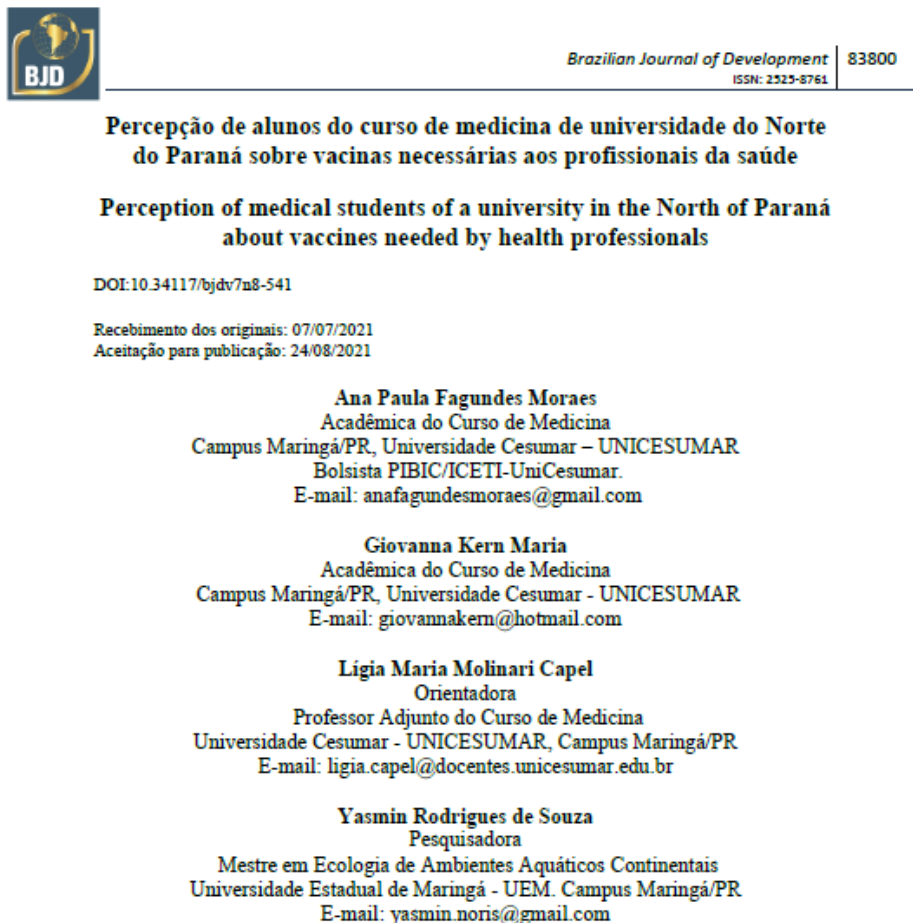 BJD
Brazilian Journal of Development 83800
ISSN: 2525-8761
Percepção de alunos do curso de medicina de universidade do Norte
do Paraná sobre vacinas necessárias aos profissionais da saúde
Perception of medical students of a university in the North of Paraná
about vaccines needed by health professionals
DOI:10.34117/bjdv7n8-541
Recebimento dos originais: 07/07/2021
Aceitação para publicação: 24/08/2021
Ana Paula Fagundes Moraes
Acadêmica do Curso de Medicina
Campus Maringá/PR, Universidade Cesumar – UNICESUMAR
Bolsista PIBIC/ICETI-UniCesumar.
E-mail: anafagundesmoraes@gmail.com
Giovanna Kern Maria
Acadêmica do Curso de Medicina
Campus Maringá/PR, Universidade Cesumar - UNICESUMAR
E-mail: giovannakern@hotmail.com
Lígia Maria Molinari Capel
Orientadora
Professor Adjunto do Curso de Medicina
Universidade Cesumar - UNICESUMAR, Campus Maringá/PR
E-mail: ligia.capel@docentes.unicesumar.edu.br
Yasmin Rodrigues de Souza
Pesquisadora
Mestre em Ecologia de Ambientes Aquáticos Continentais
Universidade Estadual de Maringá - UEM. Campus Maringá/PR
E-mail: yasmin.noris@gmail.com